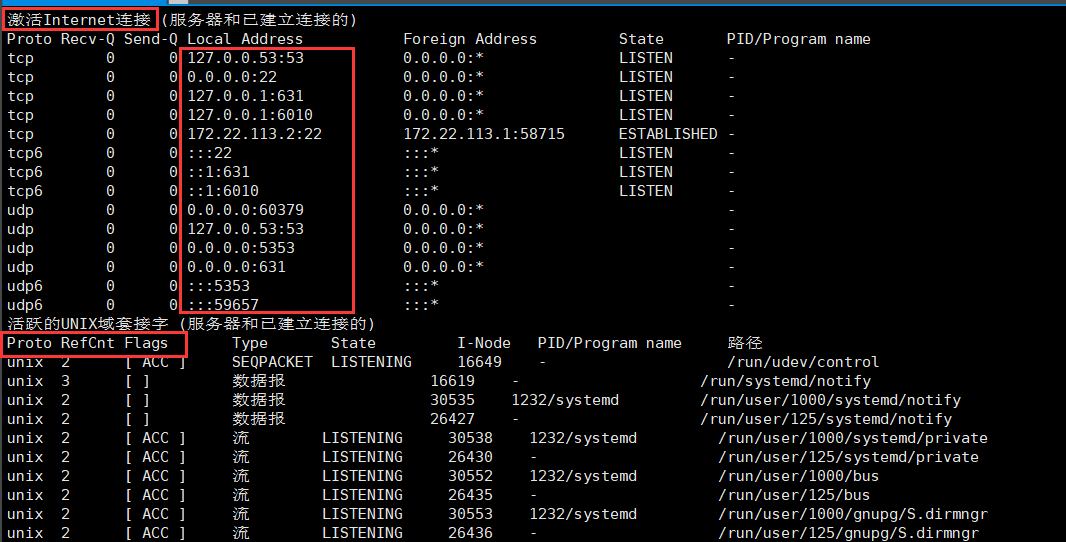 激活Internet连接 (服务器和已建立连接的)
Proto Recv-Q Send-Q Local Address Foreign Address State PID/Program name
tcp 0 0 127.0.0.53:53 0.0.0.0:* LISTEN -
tcp 0 0 0.0.0.0:22 0.0.0.0:* LISTEN -
tcp 0 0 127.0.0.1:631 0.0.0.0:* LISTEN -
tcp 0 0 127.0.0.1:6010 0.0.0.0:* LISTEN -
tcp 0 0 172.22.113.2:22 172.22.113.1:58715 ESTABLISHED -
tcp6 0 0 :::22 :::* LISTEN -
tcp6 0 0 ::1:631 :::* LISTEN -
tcp6 0 0 ::1:6010 :::* LISTEN -
udp 0 0 0.0.0.0:60379 0.0.0.0:* -
udp 0 0 127.0.0.53:53 0.0.0.0:* -
udp 0 0 0.0.0.0:5353 0.0.0.0:* -
udp 0 0 0.0.0.0:631 0.0.0.0:* -
udp6 0 0 :::5353 :::* -
udp6 0 0 :::59657 :::* -
活跃的UNIX域套接字 (服务器和已建立连接的)
Proto RefCnt Flags Type State I-Node PID/Program name 路径
unix 2 [ ACC ] SEQPACKET LISTENING 16649 - /run/udev/control
unix 3 [ ] 数据报 16619 - /run/systemd/notify
unix 2 [ ] 数据报 30535 1232/systemd /run/user/1000/systemd/notify
unix 2 [ ] 数据报 26427 - /run/user/125/systemd/notify
unix 2 [ ACC ] 流 LISTENING 30538 1232/systemd /run/user/1000/systemd/private
unix 2 [ ACC ] 流 LISTENING 26430 - /run/user/125/systemd/private
unix 2 [ ACC ] 流 LISTENING 30552 1232/systemd /run/user/1000/bus
unix 2 [ ACC ] 流 LISTENING 26435 - /run/user/125/bus
unix 2 [ ACC ] 流 LISTENING 30553 1232/systemd /run/user/1000/gnupg/S.dirmngr
unix 2 [ ACC ] 流 LISTENING 26436 - /run/user/125/gnupg/S.dirmngr